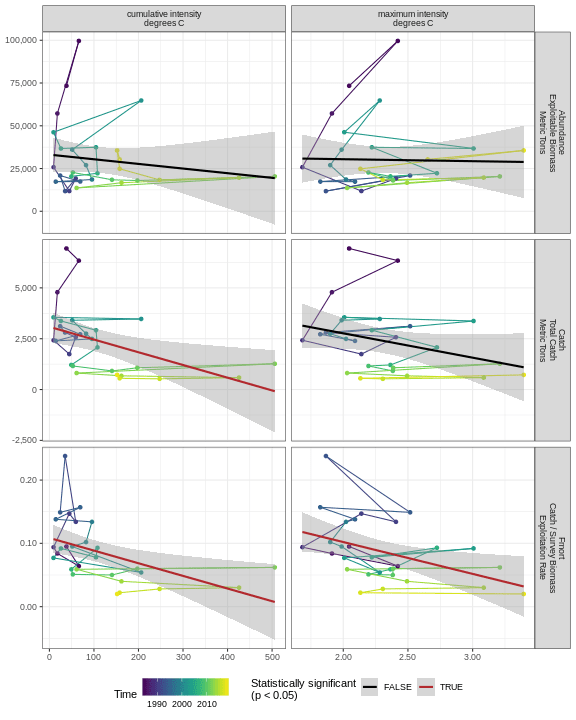 cumulative intensity
degrees C
maximum intensity
degrees C
100,000
75,000
50,000
25,000
0
Abundance
Exploitable Biomass
Metric Tons
5,000
2,500
0
-2,500
Catch
Total Catch
Metric Tons
0.20
0.10
0.00
Fmort
Catch / Survey Biomass
Exploitation Rate
0 100 200 300 400 500
2.00 2.50 3.00
Time
1990 2000 2010
Statistically significant
(p < 0.05)
FALSE
TRUE